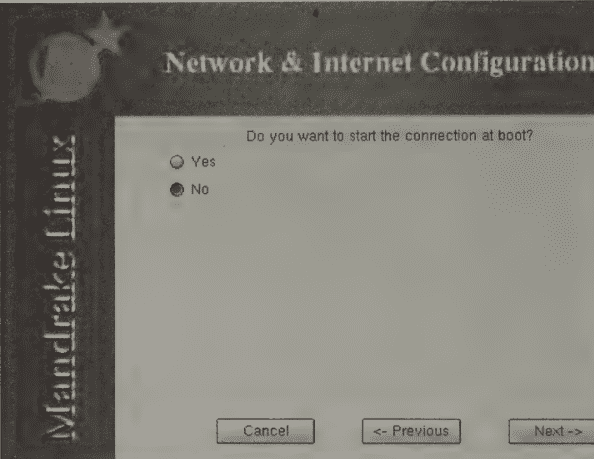 Network & Internet Configuration
Mandrake Linux
Do you want to start the connection at boot?
Yes
No
Cancel
<- Previous
Next ->